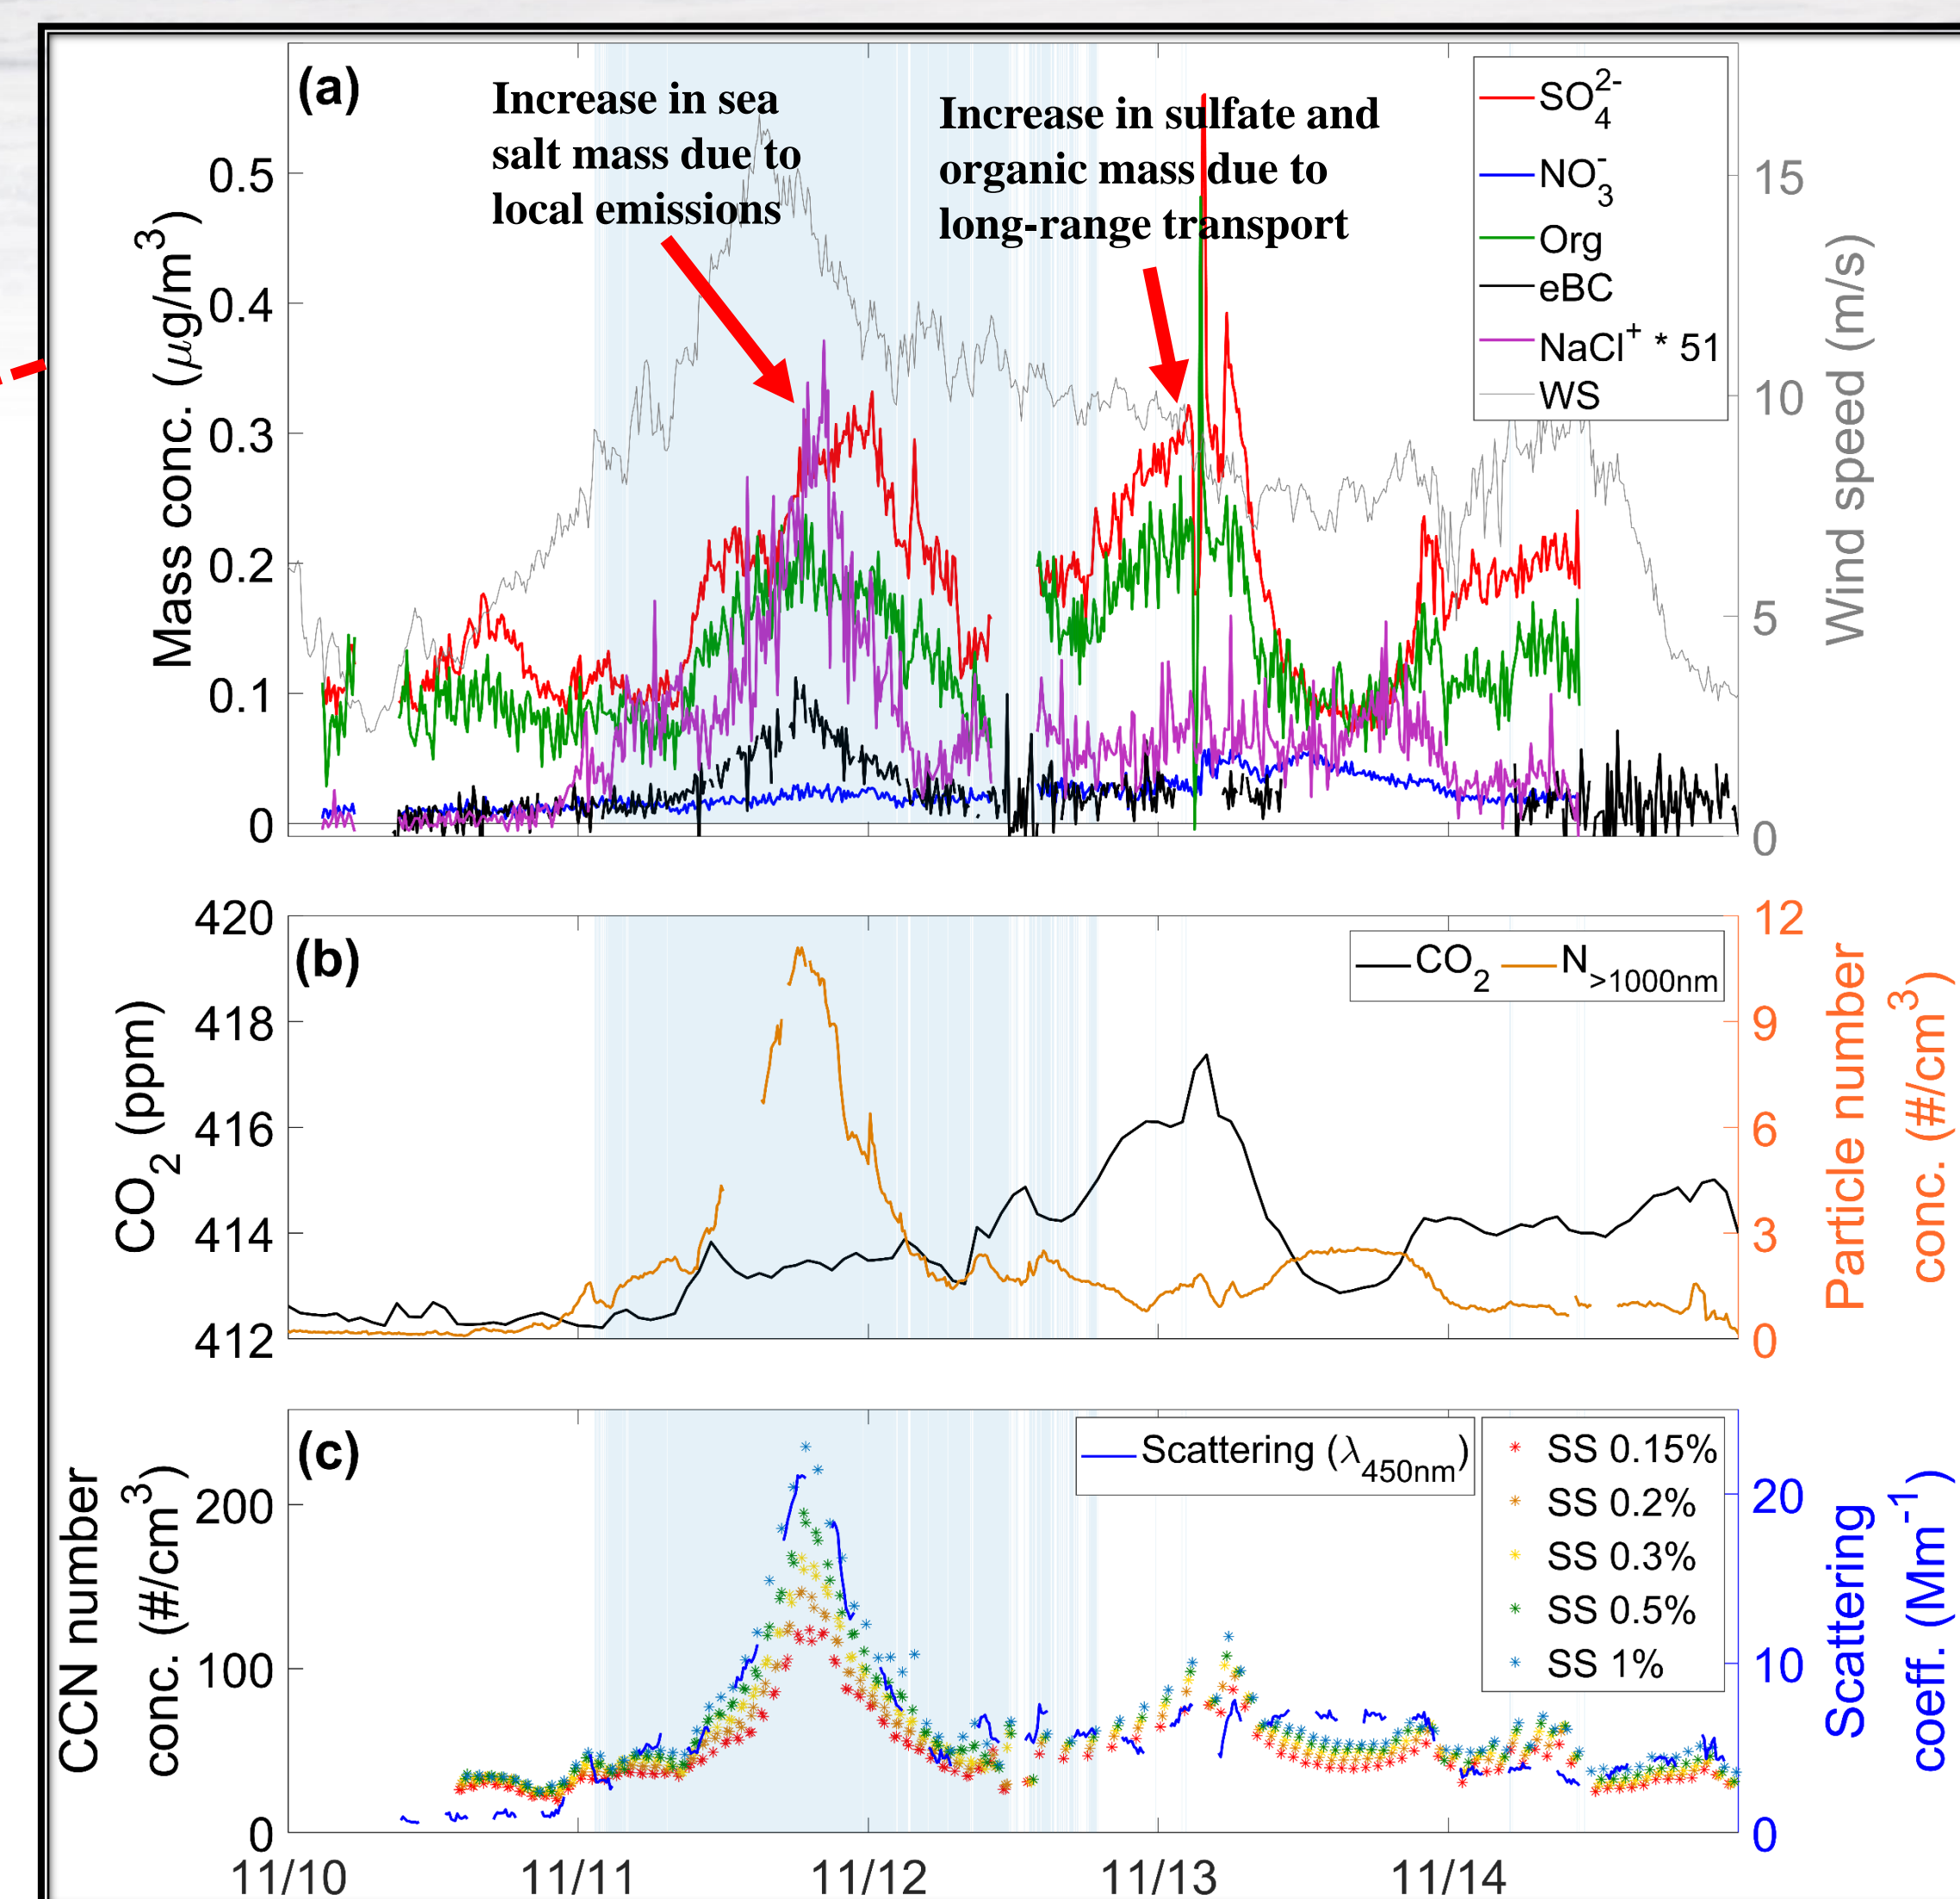 (a)
Increase in sea
salt mass due to
local emissions
Increase in sulfate and
organic mass due to
long-range transport
SO₄²⁻
NO₃⁻
Org
eBC
NaCl⁺ * 51
WS
Mass conc. (μg/m³)
0.5
0.4
0.3
0.2
0.1
0
Wind speed (m/s)
15
10
5
0
(b)
CO₂
N>1000nm
CO₂ (ppm)
420
418
416
414
412
Particle number
conc. (#/cm³)
12
9
6
3
0
(c)
Scattering (λ450nm)
SS 0.15%
SS 0.2%
SS 0.3%
SS 0.5%
SS 1%
CCN number
conc. (#/cm³)
200
100
0
Scattering
coeff. (Mm⁻¹)
20
10
0
11/10 11/11 11/12 11/13 11/14